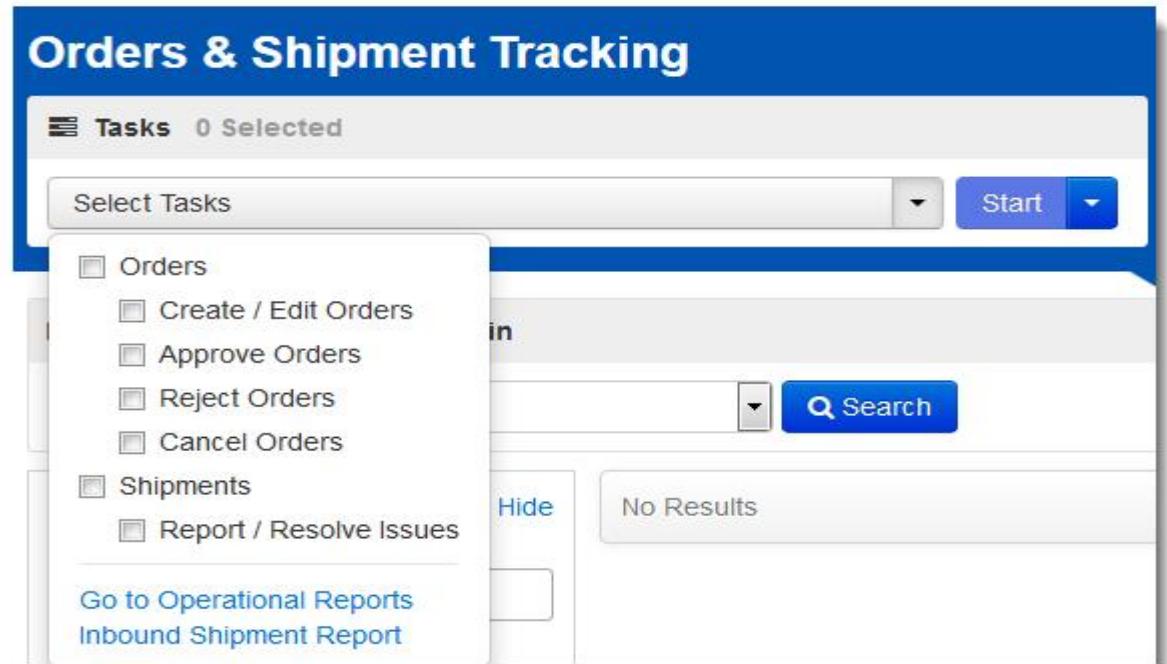 Orders & Shipment Tracking
Tasks 0 Selected
Select Tasks
Start
Orders
Create / Edit Orders
in
Approve Orders
Reject Orders
Search
Cancel Orders
Shipments
Hide
No Results
Report / Resolve Issues
Go to Operational Reports
Inbound Shipment Report